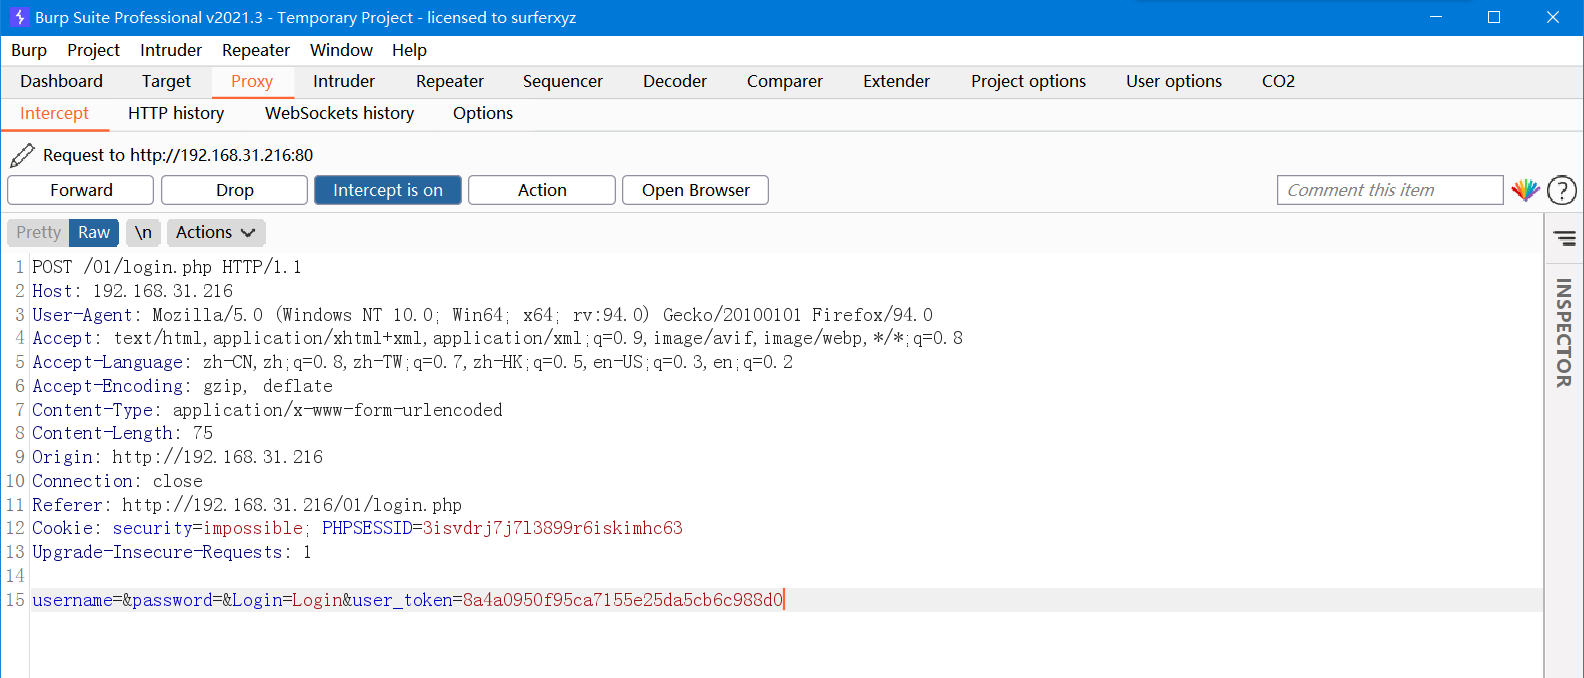 Burp Suite Professional v2021.3 - Temporary Project - licensed to surferxyz
Burp Project Intruder Repeater Window Help
Dashboard Target Proxy Intruder Repeater Sequencer Decoder Comparer Extender Project options User options CO2
Intercept HTTP history WebSockets history Options
Request to http://192.168.31.216:80
Forward Drop Intercept is on Action Open Browser Comment this item ?
Pretty Raw \n Actions
INSPECTOR
1 POST /01/login.php HTTP/1.1
2 Host: 192.168.31.216
3 User-Agent: Mozilla/5.0 (Windows NT 10.0; Win64; x64; rv:94.0) Gecko/20100101 Firefox/94.0
4 Accept: text/html,application/xhtml+xml,application/xml;q=0.9,image/avif,image/webp,*/*;q=0.8
5 Accept-Language: zh-CN,zh;q=0.8,zh-TW;q=0.7,zh-HK;q=0.5,en-US;q=0.3,en;q=0.2
6 Accept-Encoding: gzip, deflate
7 Content-Type: application/x-www-form-urlencoded
8 Content-Length: 75
9 Origin: http://192.168.31.216
10 Connection: close
11 Referer: http://192.168.31.216/01/login.php
12 Cookie: security=impossible; PHPSESSID=3isvdrj7j7l3899r6iskimhc63
13 Upgrade-Insecure-Requests: 1
14
15 username=&password=&Login=Login&user_token=8a4a0950f95ca7155e25da5cb6c988d0